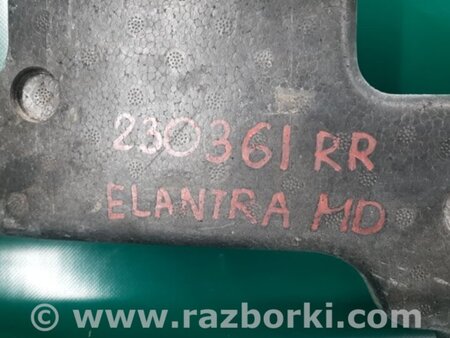 230361 RR
ELANTRA MD
© www.razborki.com